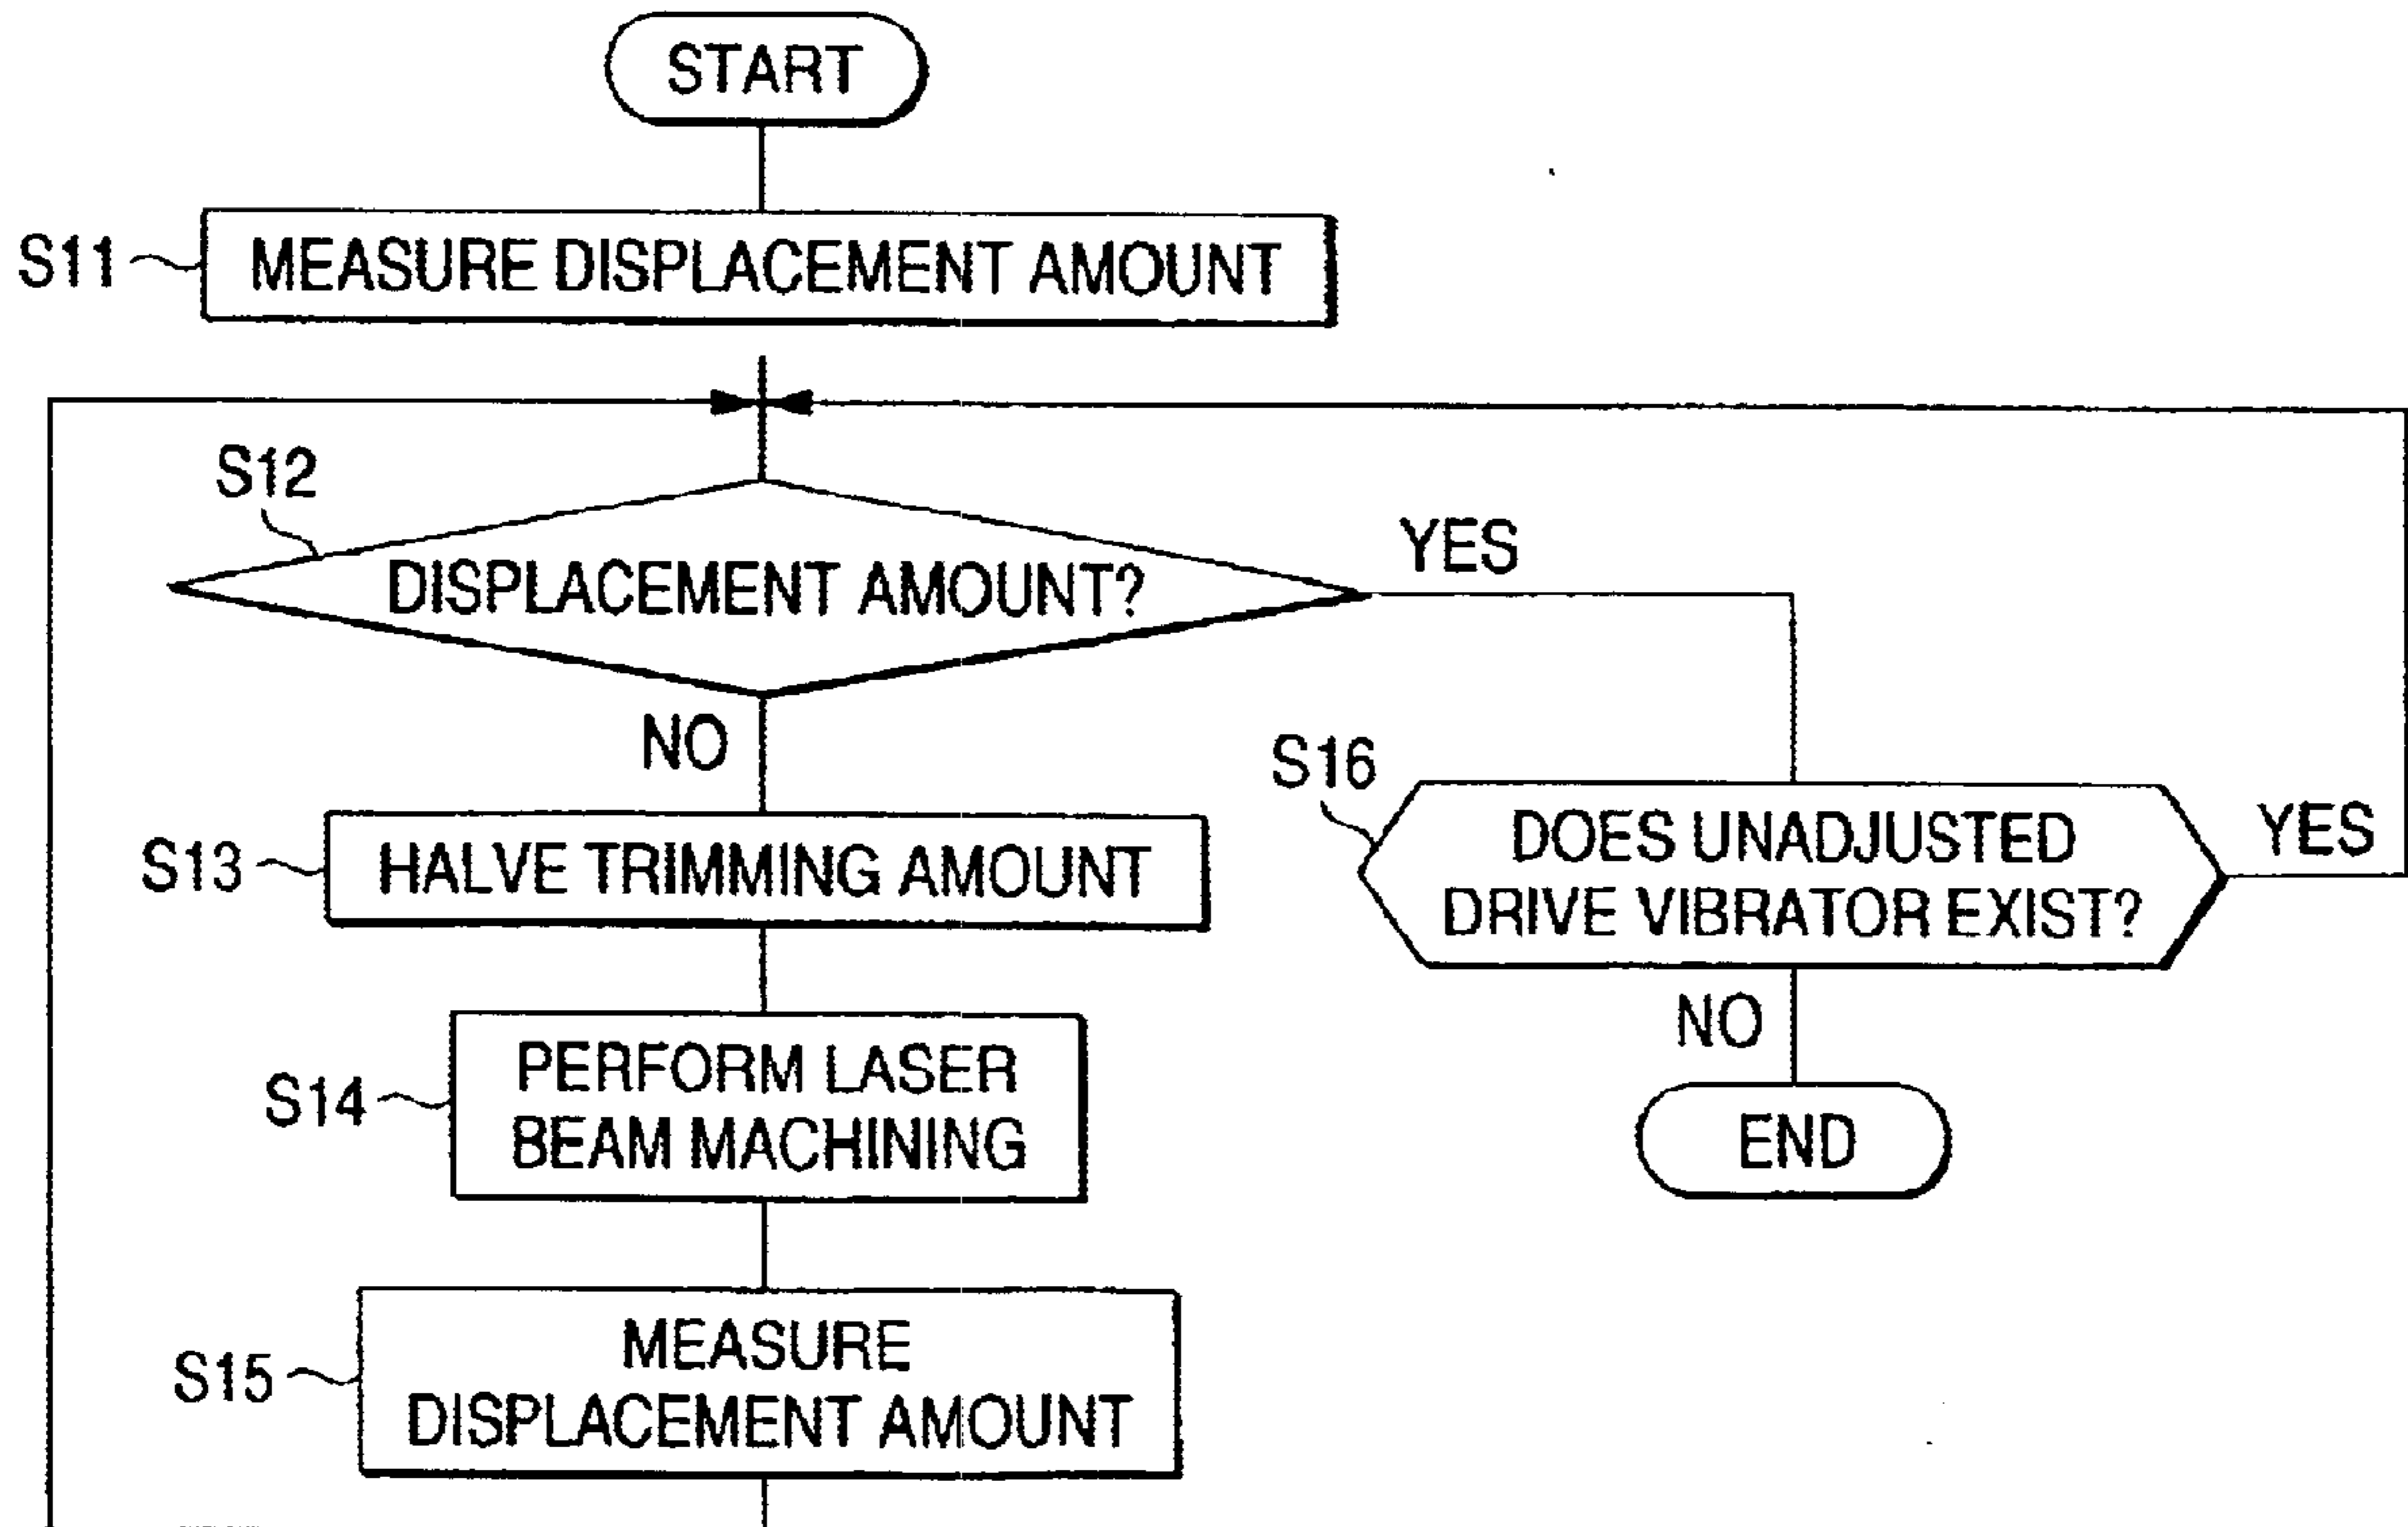 START
S11
MEASURE DISPLACEMENT AMOUNT
S12
DISPLACEMENT AMOUNT?
YES
NO
S13
HALVE TRIMMING AMOUNT
S14
PERFORM LASER
BEAM MACHINING
S15
MEASURE
DISPLACEMENT AMOUNT
S16
DOES UNADJUSTED
DRIVE VIBRATOR EXIST?
YES
NO
END